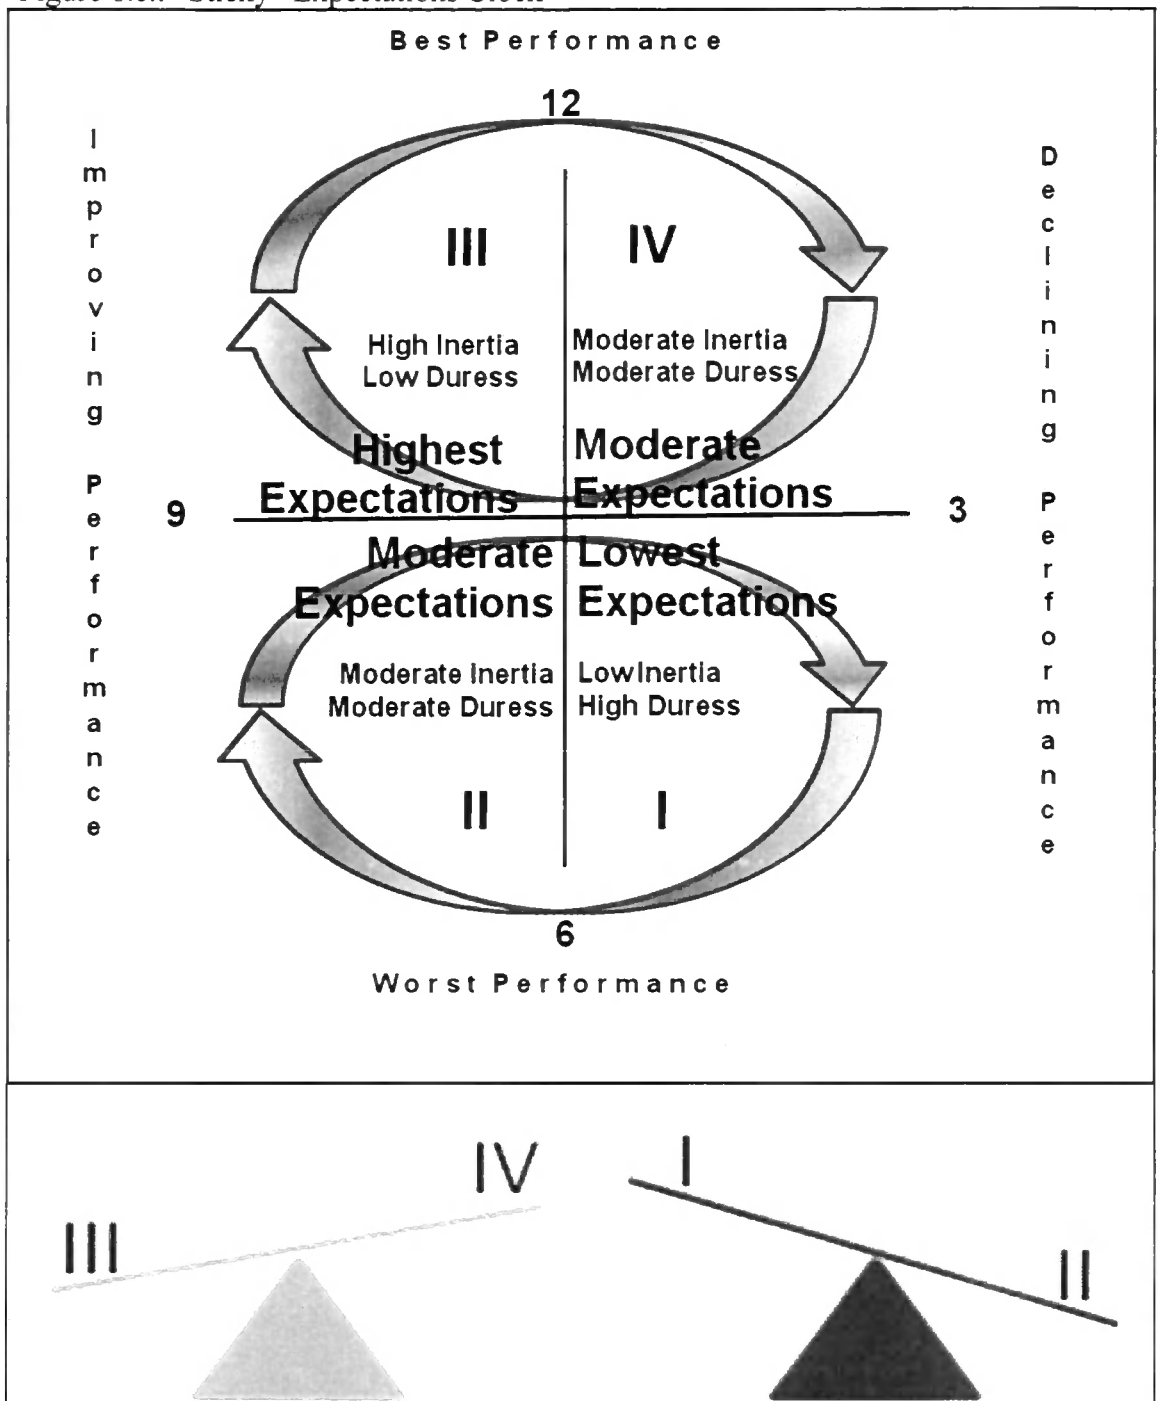 Best Performance
12
Improving Performance
Declining Performance
III
IV
High Inertia
Low Duress
Moderate Inertia
Moderate Duress
Highest
Expectations
Moderate
Expectations
9
3
Moderate
Expectations
Lowest
Expectations
Moderate Inertia
Moderate Duress
Low Inertia
High Duress
II
I
6
Worst Performance
III
IV
I
II